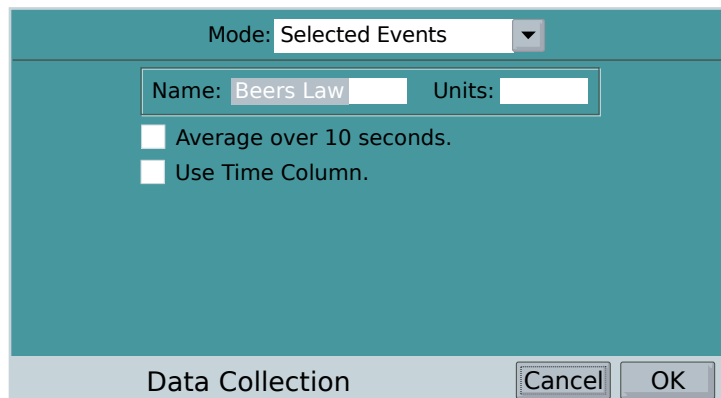 Mode: Selected Events
Name: Beers Law Units:
Average over 10 seconds.
Use Time Column.
Data Collection Cancel OK